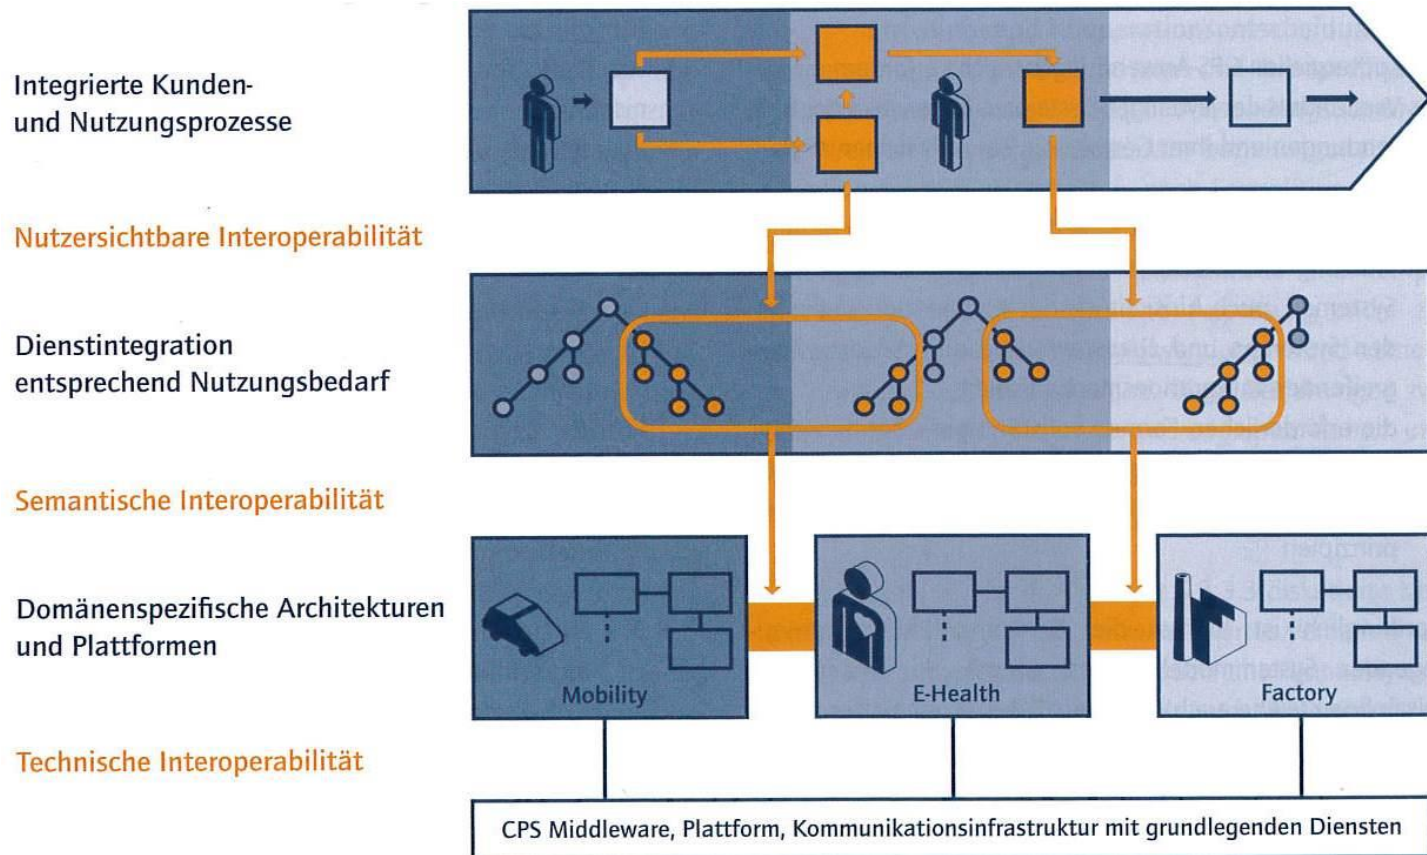 Integrierte Kunden-
und Nutzungsprozesse
Nutzersichtbare Interoperabilität
Dienstintegration
entsprechend Nutzungsbedarf
Semantische Interoperabilität
Domänenspezifische Architekturen
und Plattformen
Mobility
E-Health
Factory
Technische Interoperabilität
CPS Middleware, Plattform, Kommunikationsinfrastruktur mit grundlegenden Diensten